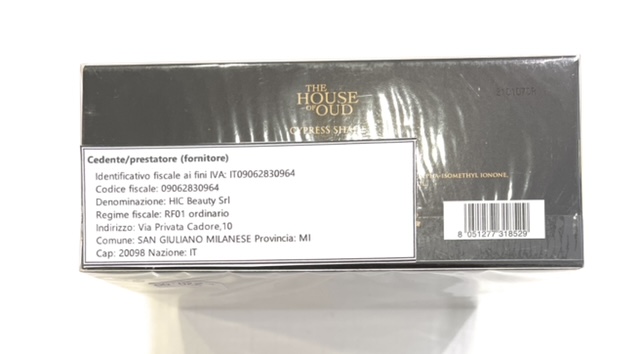 THE
HOUSE
OF
OUD
CYPRESS SHADE
Cedente/prestatore (fornitore)
Identificativo fiscale ai fini IVA: IT09062830964
Codice fiscale: 09062830964
Denominazione: HIC Beauty Srl
Regime fiscale: RF01 ordinario
Indirizzo: Via Privata Cadore,10
Comune: SAN GIULIANO MILANESE Provincia: MI
Cap: 20098 Nazione: IT
-ISOMETHYL IONONE.
8 051277 318529